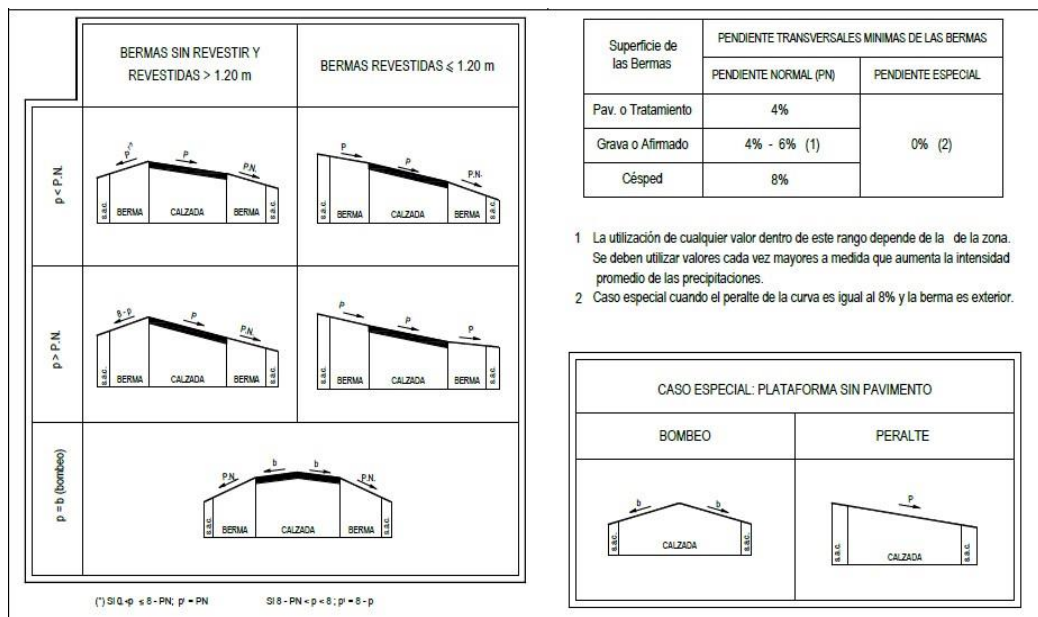 BERMAS SIN REVESTIR Y
REVESTIDAS > 1.20 m
BERMAS REVESTIDAS ⩽ 1.20 m
p < P.N.
P
P.N.
s.a.c.
BERMA
CALZADA
BERMA
s.a.c.
P
P
P.N.
s.a.c.
BERMA
CALZADA
BERMA
s.a.c.
p > P.N.
8-p
P
P.N.
s.a.c.
BERMA
CALZADA
BERMA
s.a.c.
P
P
P
s.a.c.
BERMA
CALZADA
BERMA
s.a.c.
p = b (bombeo)
P.N.
b
b
P.N.
s.a.c.
BERMA
CALZADA
BERMA
s.a.c.
≤ 8 - PN; p' = PN
SI 8 - PN < p < 8; p' = 8 - p
Superficie de
las Bermas
PENDIENTE TRANSVERSALES MINIMAS DE LAS BERMAS
PENDIENTE NORMAL (PN)
PENDIENTE ESPECIAL
Pav. o Tratamiento
4%
Grava o Afirmado
4% - 6% (1)
0% (2)
Césped
8%
1 La utilización de cualquier valor dentro de este rango depende de la de la zona.
Se deben utilizar valores cada vez mayores a medida que aumenta la intensidad
promedio de las precipitaciones.
2 Caso especial cuando el peralte de la curva es igual al 8% y la berma es exterior.
CASO ESPECIAL: PLATAFORMA SIN PAVIMENTO
BOMBEO
PERALTE
b
b
s.a.c.
CALZADA
s.a.c.
P
s.a.c.
CALZADA
s.a.c.